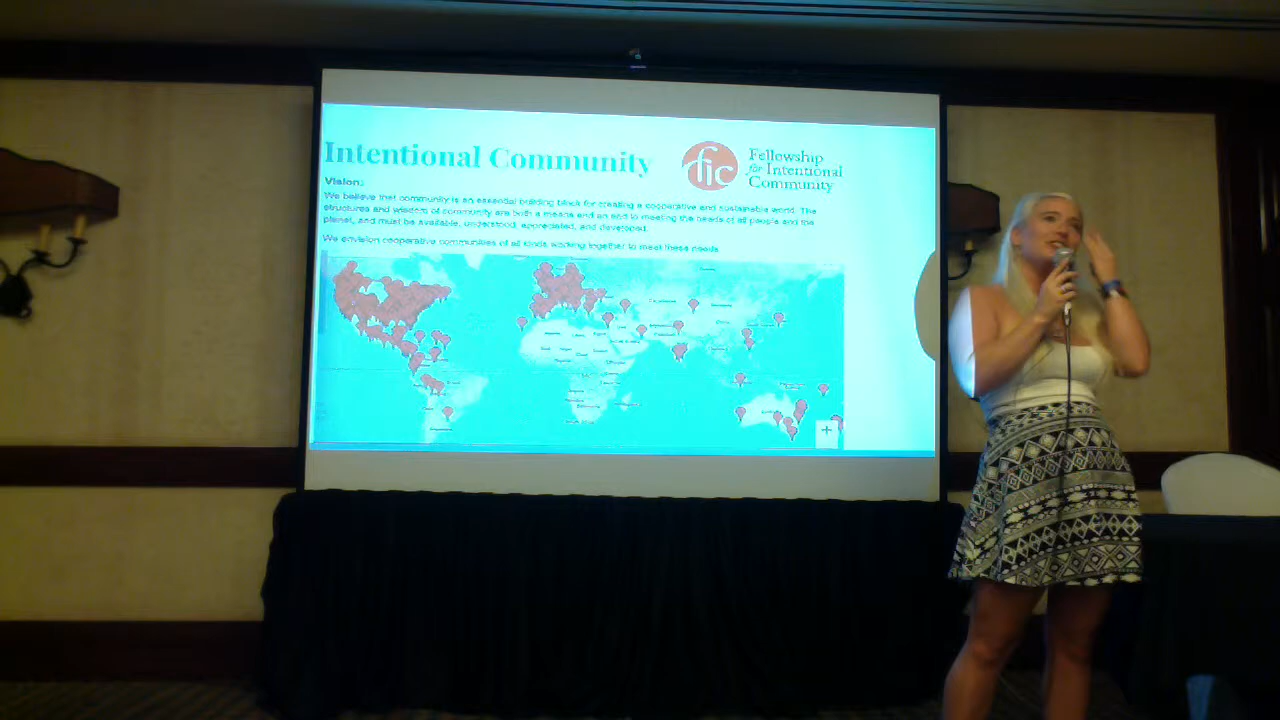 Intentional Community
fic
Fellowship
for Intentional
Community
Vision:
We believe that community is an essential building block for creating a cooperative and sustainable world. The
structures and wisdom of community are both a means and an end to meeting the needs of all people and the
planet, and must be available, understood, appreciated, and developed.
We envision cooperative communities of all kinds working together to meet these needs.
+